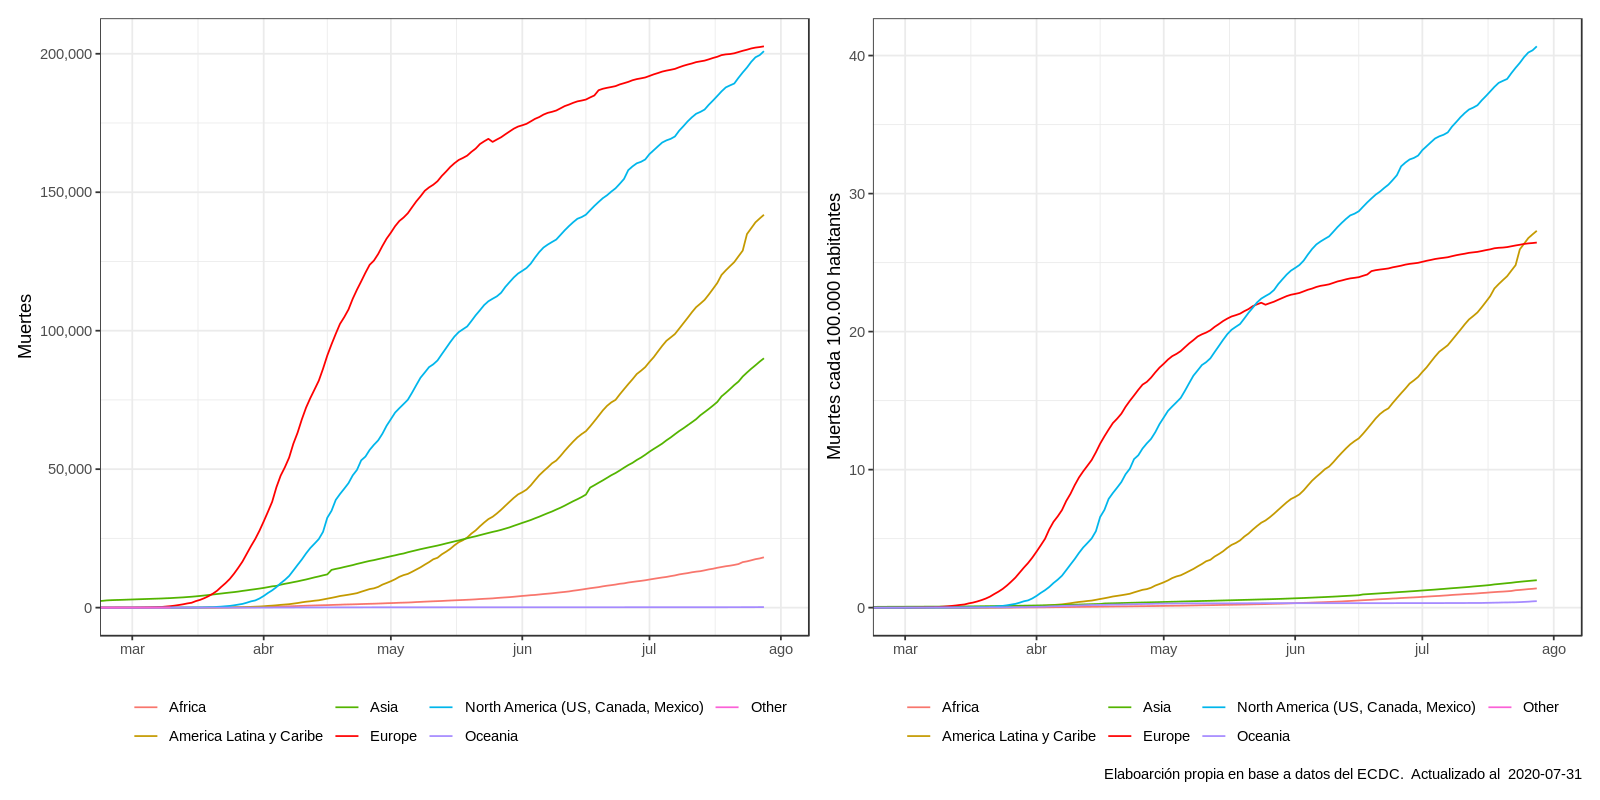 Muertes
200,000
150,000
100,000
50,000
0
mar abr may jun jul ago
Africa Asia North America (US, Canada, Mexico) Other
America Latina y Caribe Europe Oceania
Muertes cada 100.000 habitantes
40
30
20
10
0
mar abr may jun jul ago
Africa Asia North America (US, Canada, Mexico) Other
America Latina y Caribe Europe Oceania
Elaboarción propia en base a datos del ECDC.  Actualizado al  2020-07-31